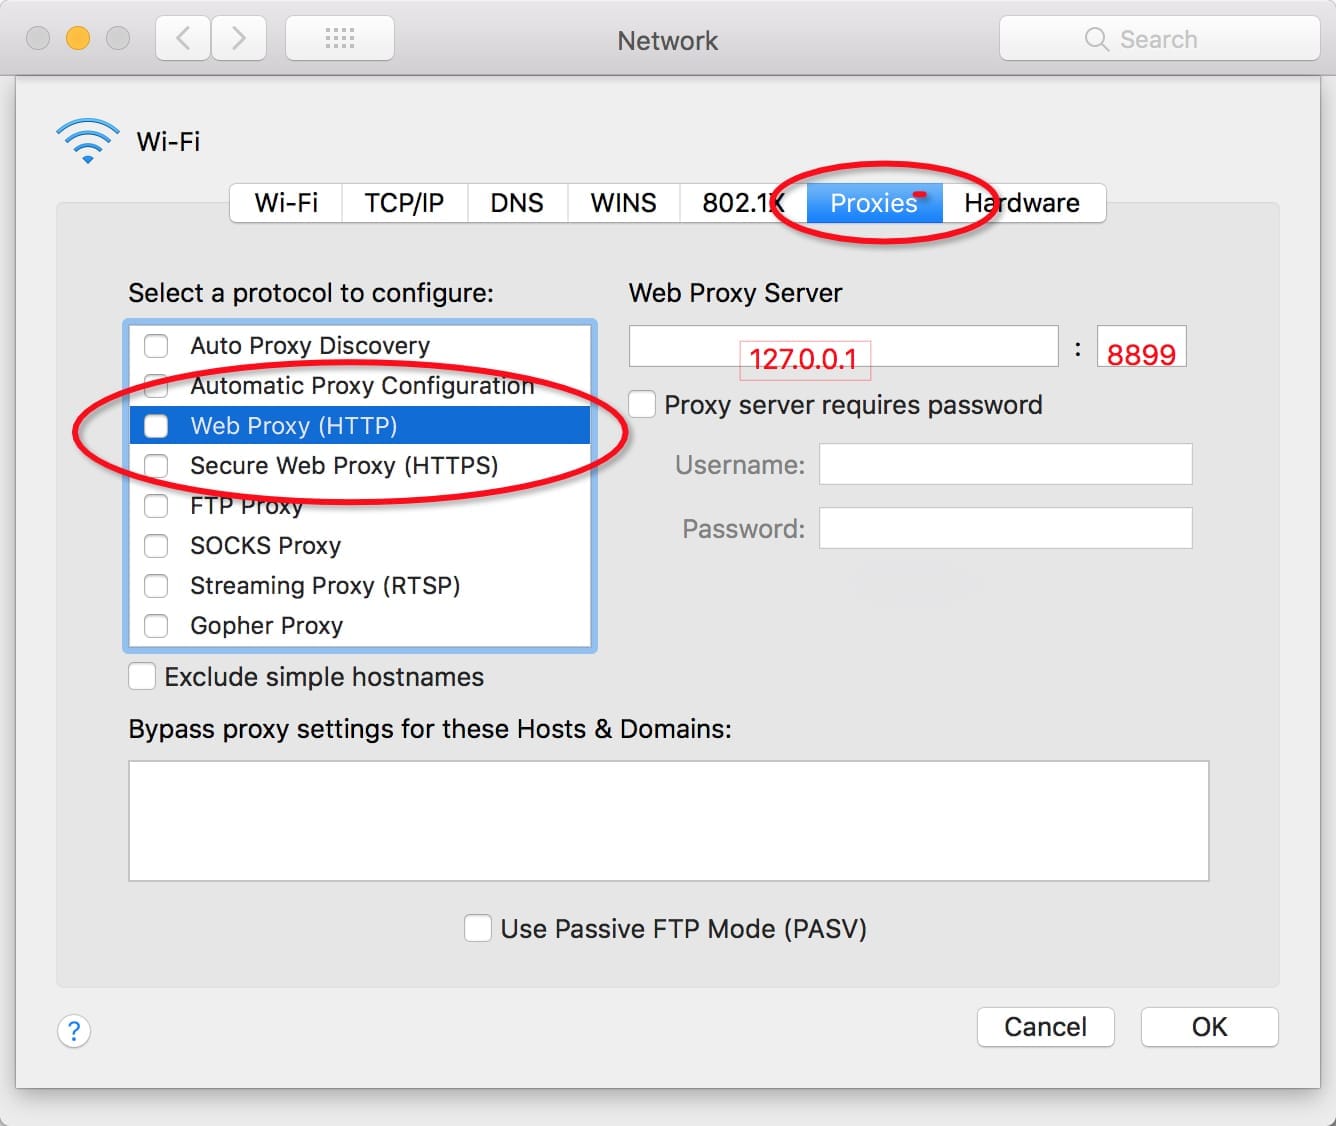 Network
Search
Wi-Fi
Wi-Fi TCP/IP DNS WINS 802.1X Proxies Hardware
Select a protocol to configure:
Auto Proxy Discovery
Automatic Proxy Configuration
Web Proxy (HTTP)
Secure Web Proxy (HTTPS)
FTP Proxy
SOCKS Proxy
Streaming Proxy (RTSP)
Gopher Proxy
Exclude simple hostnames
Web Proxy Server
127.0.0.1 : 8899
Proxy server requires password
Username:
Password:
Bypass proxy settings for these Hosts & Domains:
Use Passive FTP Mode (PASV)
?
Cancel OK